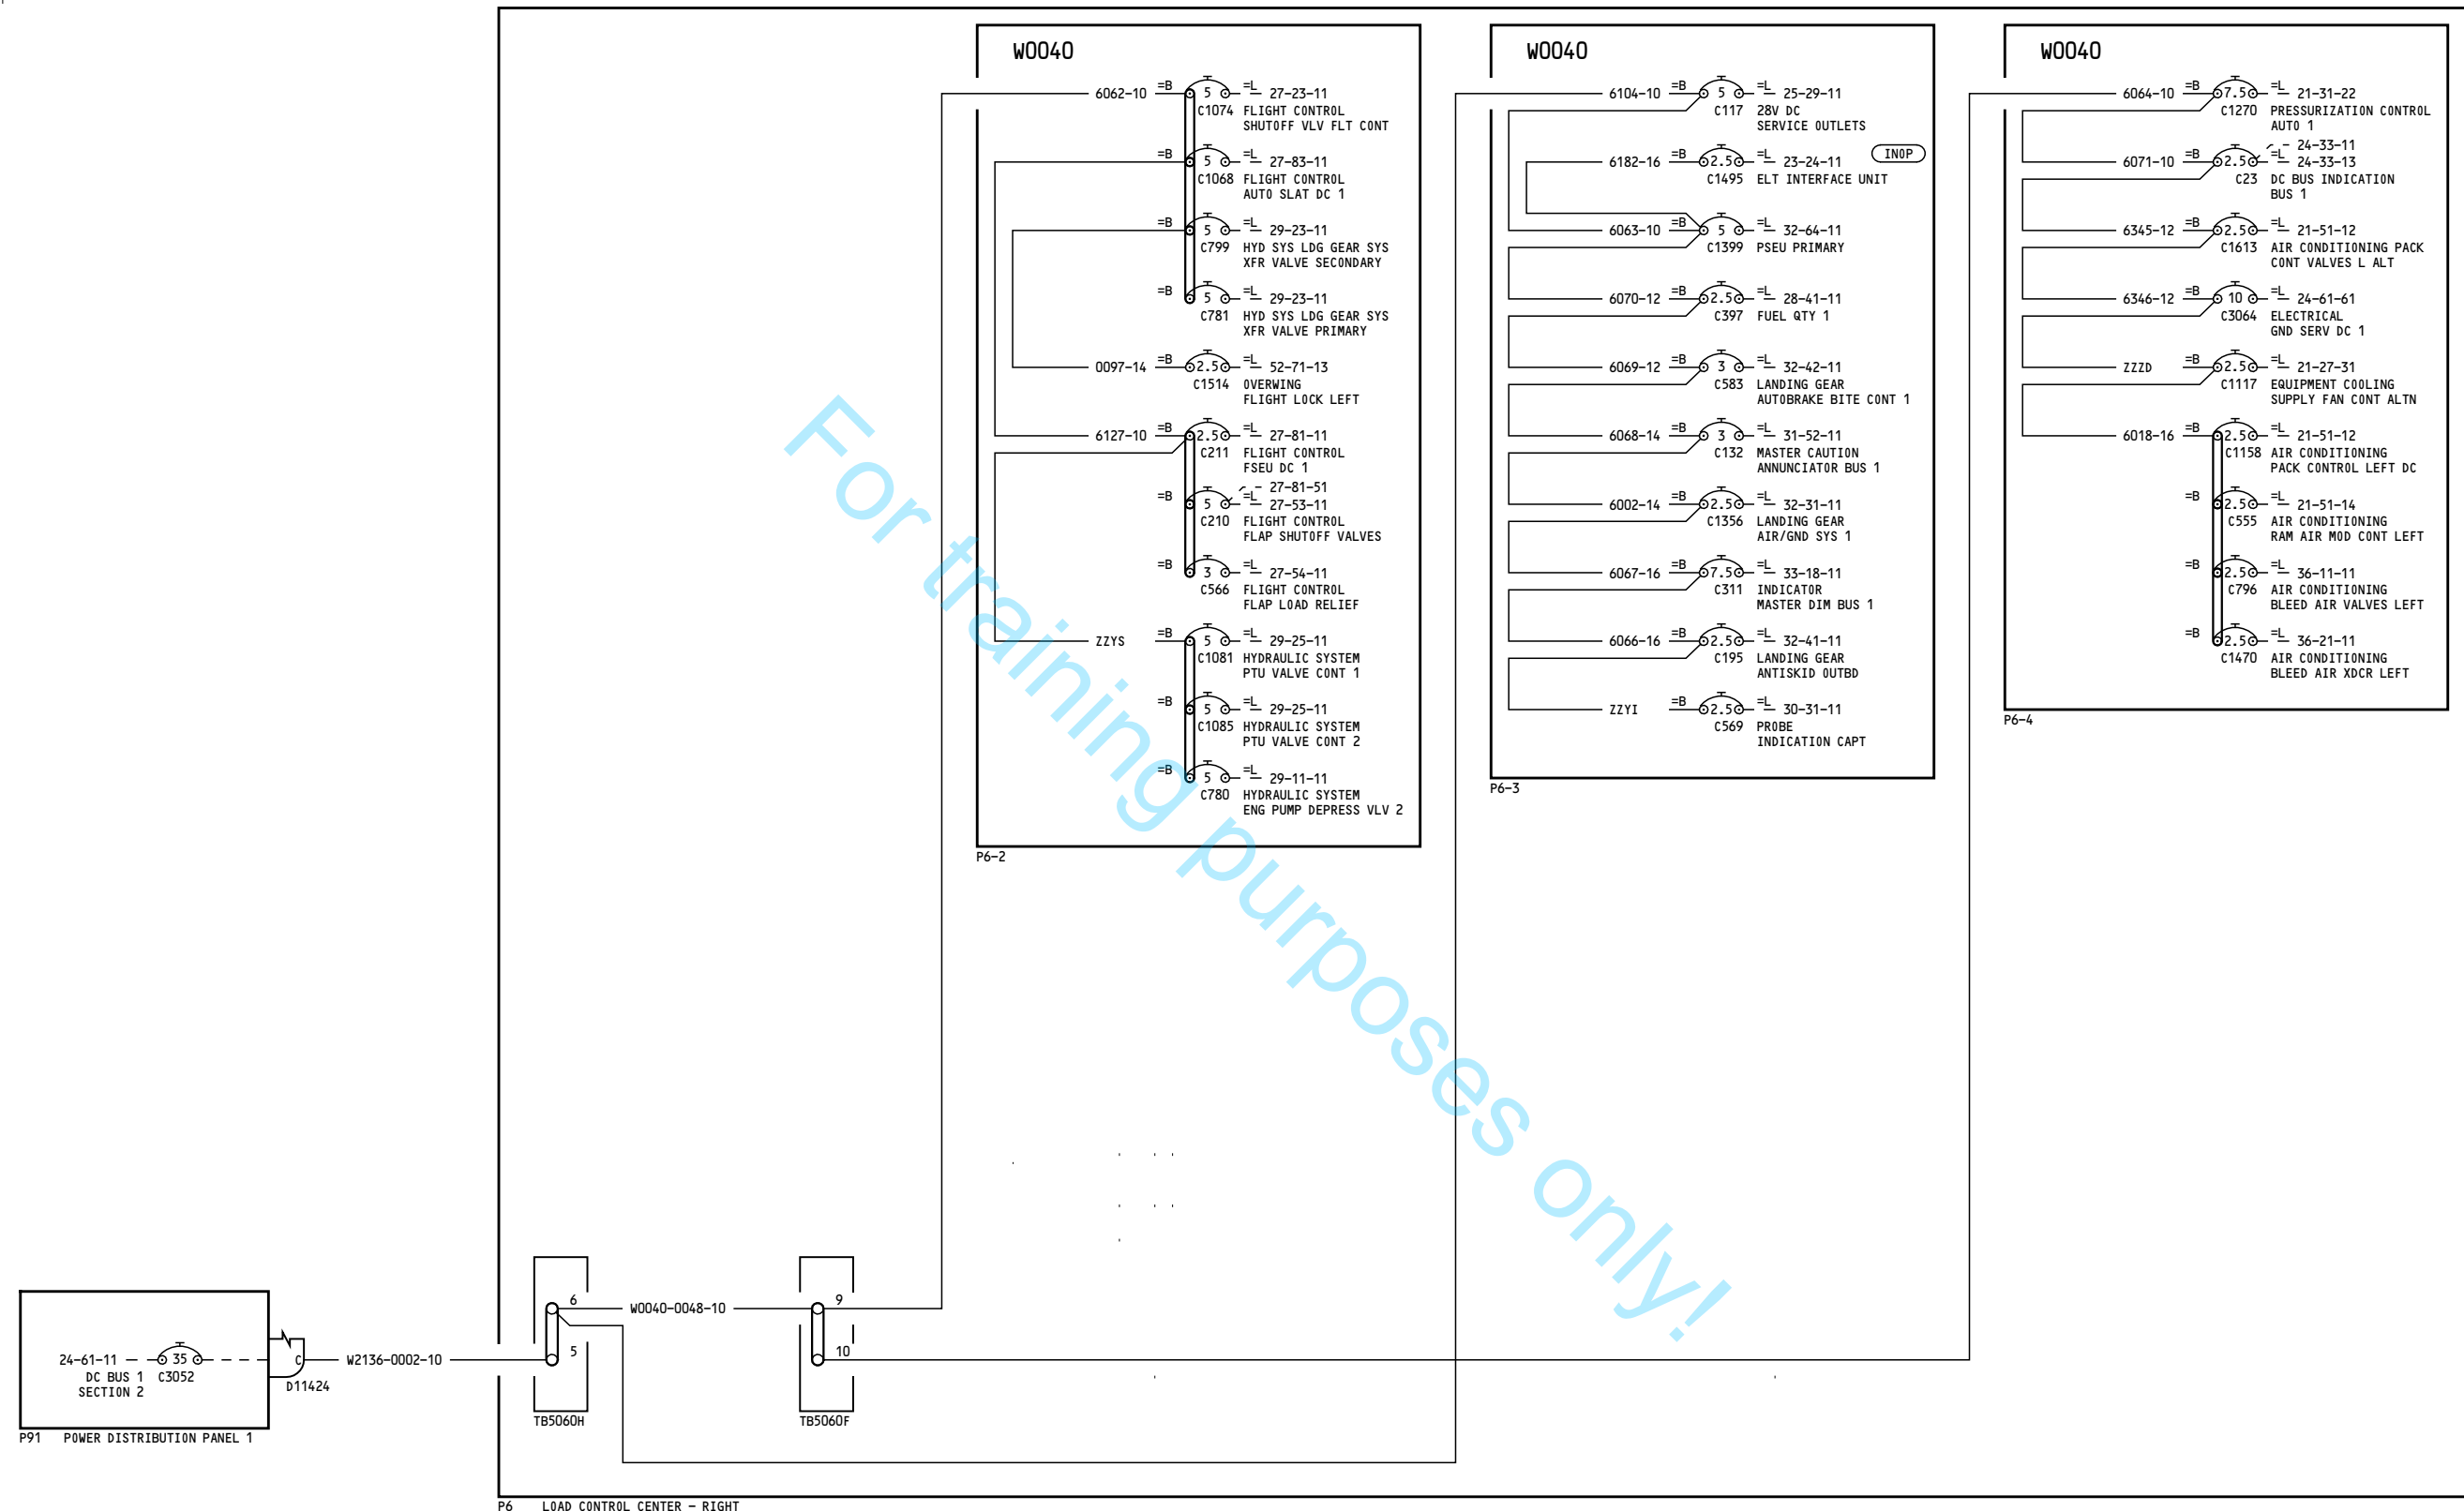 W0040
6062-10 =B 5 =L 27-23-11
C1074 FLIGHT CONTROL
SHUTOFF VLV FLT CONT
=B 5 =L 27-83-11
C1068 FLIGHT CONTROL
AUTO SLAT DC 1
=B 5 =L 29-23-11
C799 HYD SYS LDG GEAR SYS
XFR VALVE SECONDARY
=B 5 =L 29-23-11
C781 HYD SYS LDG GEAR SYS
XFR VALVE PRIMARY
0097-14 =B 2.5 =L 52-71-13
C1514 OVERWING
FLIGHT LOCK LEFT
6127-10 =B 2.5 =L 27-81-11
C211 FLIGHT CONTROL
FSEU DC 1
27-81-51
=B 5 =L 27-53-11
C210 FLIGHT CONTROL
FLAP SHUTOFF VALVES
=B 3 =L 27-54-11
C566 FLIGHT CONTROL
FLAP LOAD RELIEF
ZZYS =B 5 =L 29-25-11
C1081 HYDRAULIC SYSTEM
PTU VALVE CONT 1
=B 5 =L 29-25-11
C1085 HYDRAULIC SYSTEM
PTU VALVE CONT 2
=B 5 =L 29-11-11
C780 HYDRAULIC SYSTEM
ENG PUMP DEPRESS VLV 2
P6-2
W0040
6104-10 =B 5 =L 25-29-11
C117 28V DC
SERVICE OUTLETS
INOP
6182-16 =B 2.5 =L 23-24-11
C1495 ELT INTERFACE UNIT
6063-10 =B 5 =L 32-64-11
C1399 PSEU PRIMARY
6070-12 =B 2.5 =L 28-41-11
C397 FUEL QTY 1
6069-12 =B 3 =L 32-42-11
C583 LANDING GEAR
AUTOBRAKE BITE CONT 1
6068-14 =B 3 =L 31-52-11
C132 MASTER CAUTION
ANNUNCIATOR BUS 1
6002-14 =B 2.5 =L 32-31-11
C1356 LANDING GEAR
AIR/GND SYS 1
6067-16 =B 7.5 =L 33-18-11
C311 INDICATOR
MASTER DIM BUS 1
6066-16 =B 2.5 =L 32-41-11
C195 LANDING GEAR
ANTISKID OUTBD
ZZYI =B 2.5 =L 30-31-11
C569 PROBE
INDICATION CAPT
P6-3
W0040
6064-10 =B 7.5 =L 21-31-22
C1270 PRESSURIZATION CONTROL
AUTO 1
24-33-11
6071-10 =B 2.5 =L 24-33-13
C23 DC BUS INDICATION
BUS 1
6345-12 =B 2.5 =L 21-51-12
C1613 AIR CONDITIONING PACK
CONT VALVES L ALT
6346-12 =B 10 =L 24-61-61
C3064 ELECTRICAL
GND SERV DC 1
ZZZD =B 2.5 =L 21-27-31
C1117 EQUIPMENT COOLING
SUPPLY FAN CONT ALTN
6018-16 =B 2.5 =L 21-51-12
C1158 AIR CONDITIONING
PACK CONTROL LEFT DC
=B 2.5 =L 21-51-14
C555 AIR CONDITIONING
RAM AIR MOD CONT LEFT
=B 2.5 =L 36-11-11
C796 AIR CONDITIONING
BLEED AIR VALVES LEFT
=B 2.5 =L 36-21-11
C1470 AIR CONDITIONING
BLEED AIR XDCR LEFT
P6-4
For training purposes only!
24-61-11 35
DC BUS 1 C3052
SECTION 2
C
D11424
P91 POWER DISTRIBUTION PANEL 1
W2136-0002-10
6
5
TB5060H
W0040-0048-10
9
10
TB5060F
P6 LOAD CONTROL CENTER - RIGHT